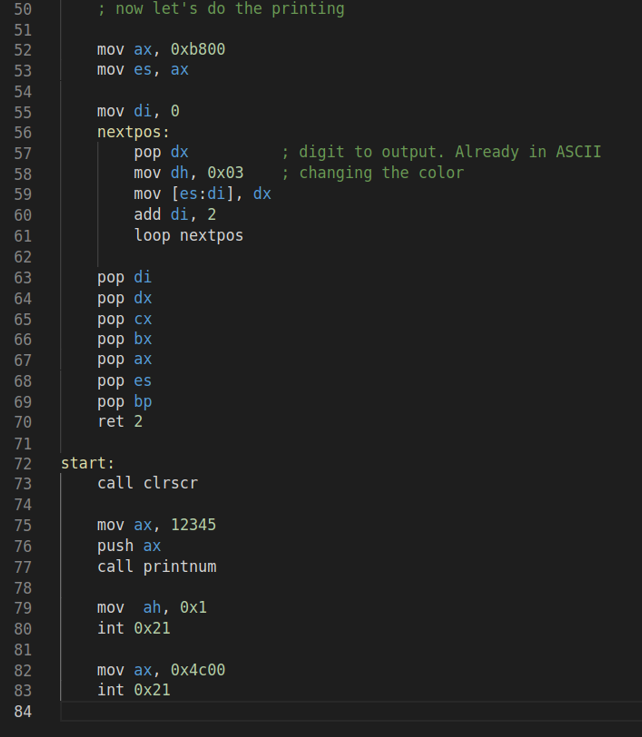 50 ; now let's do the printing
51
52 mov ax, 0xb800
53 mov es, ax
54
55 mov di, 0
56 nextpos:
57 pop dx ; digit to output. Already in ASCII
58 mov dh, 0x03 ; changing the color
59 mov [es:di], dx
60 add di, 2
61 loop nextpos
62
63 pop di
64 pop dx
65 pop cx
66 pop bx
67 pop ax
68 pop es
69 pop bp
70 ret 2
71
72 start:
73 call clrscr
74
75 mov ax, 12345
76 push ax
77 call printnum
78
79 mov  ah, 0x1
80 int 0x21
81
82 mov ax, 0x4c00
83 int 0x21
84